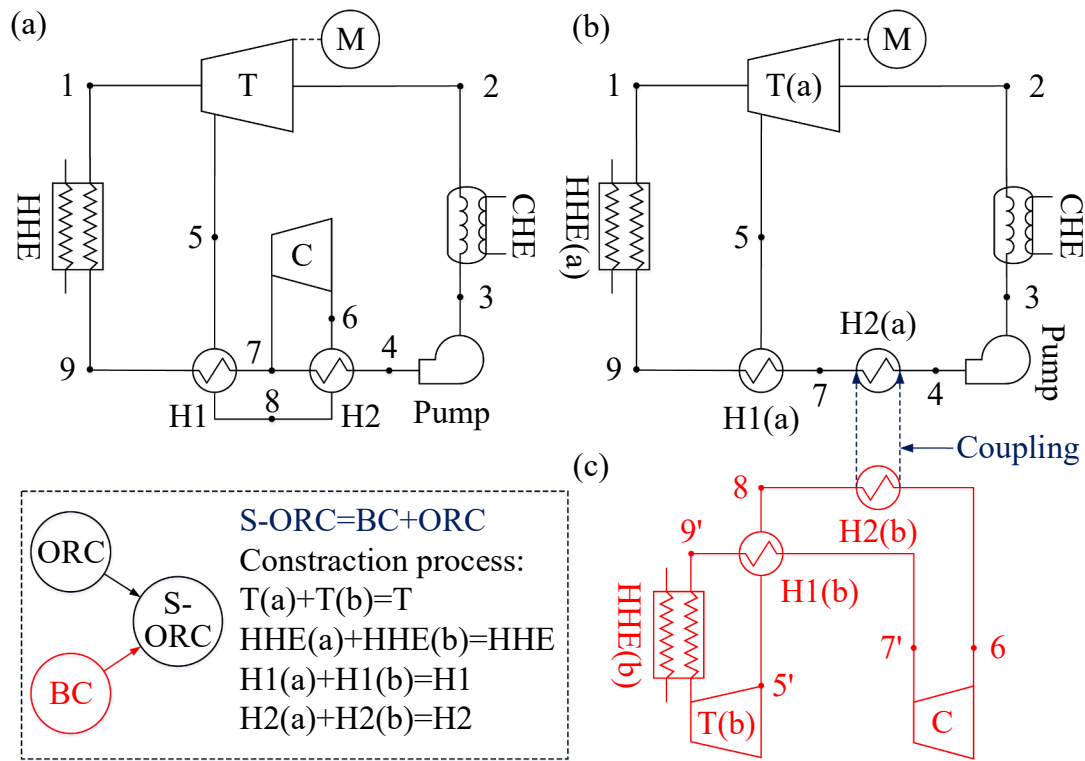 (a)
M
T
1
2
HHE
CHE
5
C
3
6
7
4
9
8
H1
H2
Pump
(b)
M
T(a)
1
2
HHE(a)
CHE
5
3
H2(a)
9
7
4
H1(a)
Pump
Coupling
(c)
8
H2(b)
9'
H1(b)
HHE(b)
7'
6
5'
T(b)
C
ORC
S-
ORC
BC
S-ORC=BC+ORC
Constraction process:
T(a)+T(b)=T
HHE(a)+HHE(b)=HHE
H1(a)+H1(b)=H1
H2(a)+H2(b)=H2